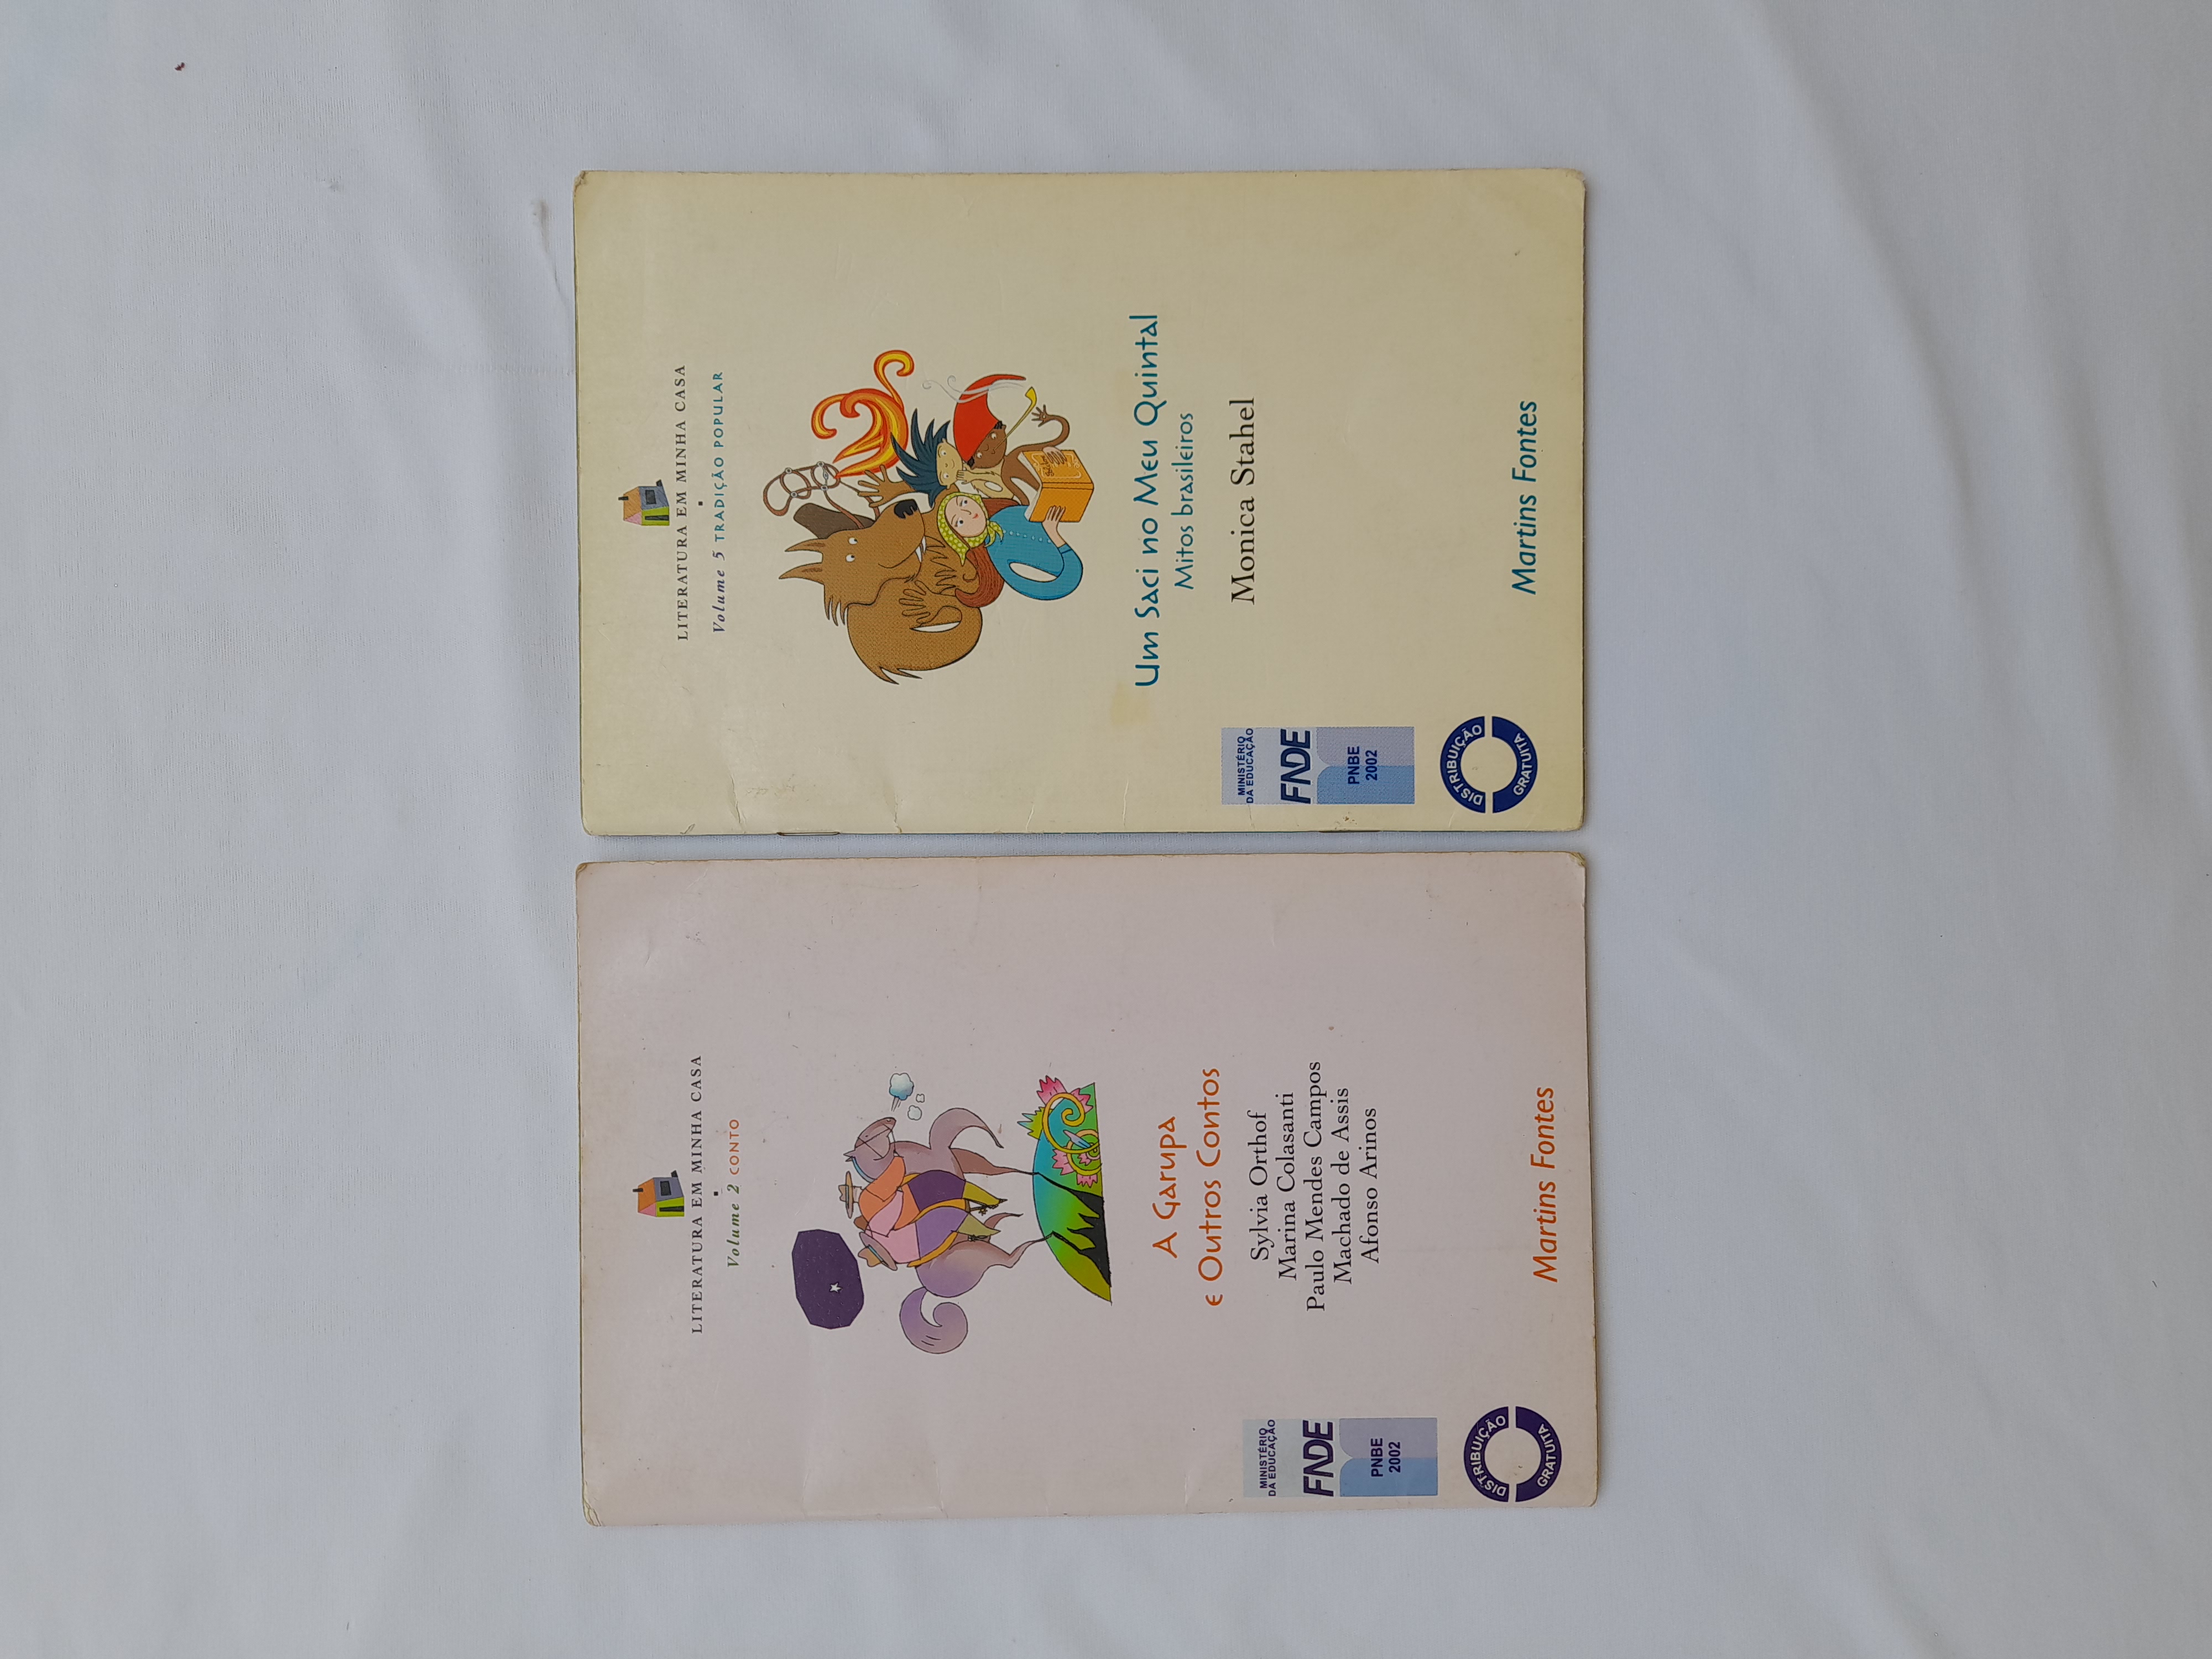 LITERATURA EM MINHA CASA
Volume 2 CONTO
A Garupa
e Outros Contos
Sylvia Orthof
Marina Colasanti
Paulo Mendes Campos
Machado de Assis
Afonso Arinos
MINISTÉRIO
DA EDUCAÇÃO
FNDE
PNBE
2002
DISTRIBUIÇÃO
GRATUITA
Martins Fontes
LITERATURA EM MINHA CASA
Volume 5 TRADIÇÃO POPULAR
Um Saci no Meu Quintal
Mitos brasileiros
Monica Stahel
MINISTÉRIO
DA EDUCAÇÃO
FNDE
PNBE
2002
DISTRIBUIÇÃO
GRATUITA
Martins Fontes